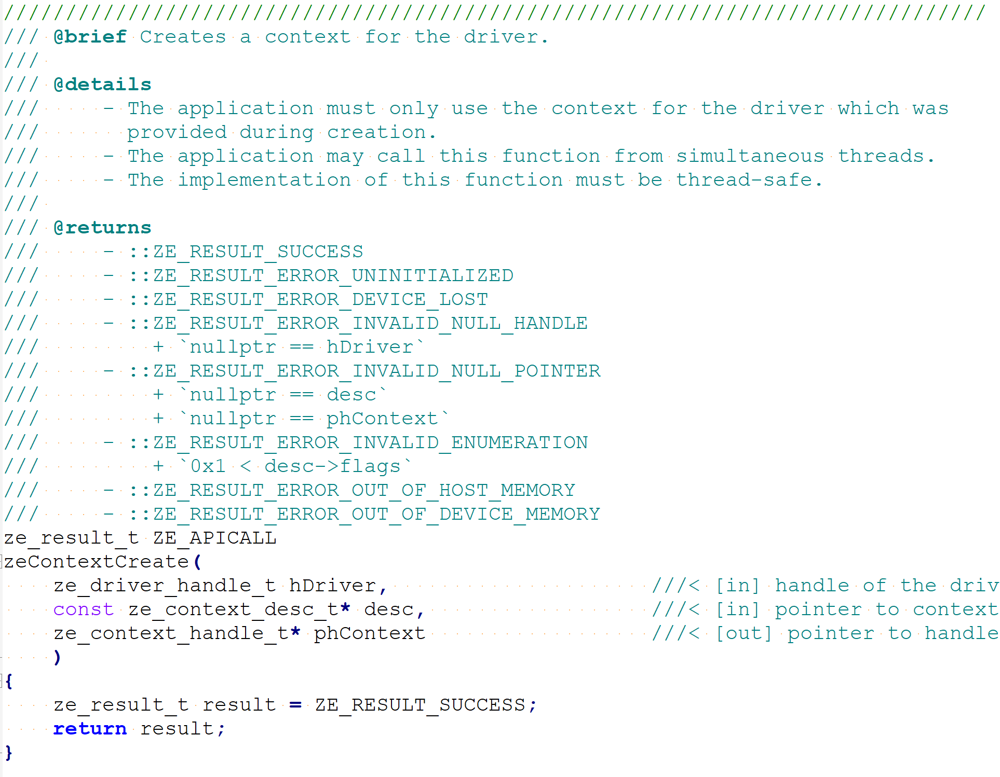 ///////////////////////////////////////////////////////////////////////////////
/// @brief Creates a context for the driver.
///
/// @details
///     - The application must only use the context for the driver which was
///       provided during creation.
///     - The application may call this function from simultaneous threads.
///     - The implementation of this function must be thread-safe.
///
/// @returns
///     - ::ZE_RESULT_SUCCESS
///     - ::ZE_RESULT_ERROR_UNINITIALIZED
///     - ::ZE_RESULT_ERROR_DEVICE_LOST
///     - ::ZE_RESULT_ERROR_INVALID_NULL_HANDLE
///         + `nullptr == hDriver`
///     - ::ZE_RESULT_ERROR_INVALID_NULL_POINTER
///         + `nullptr == desc`
///         + `nullptr == phContext`
///     - ::ZE_RESULT_ERROR_INVALID_ENUMERATION
///         + `0x1 < desc->flags`
///     - ::ZE_RESULT_ERROR_OUT_OF_HOST_MEMORY
///     - ::ZE_RESULT_ERROR_OUT_OF_DEVICE_MEMORY
ze_result_t ZE_APICALL
zeContextCreate(
    ze_driver_handle_t hDriver,                     ///< [in] handle of the driv
    const ze_context_desc_t* desc,                  ///< [in] pointer to context
    ze_context_handle_t* phContext                  ///< [out] pointer to handle
    )
{
    ze_result_t result = ZE_RESULT_SUCCESS;
    return result;
}